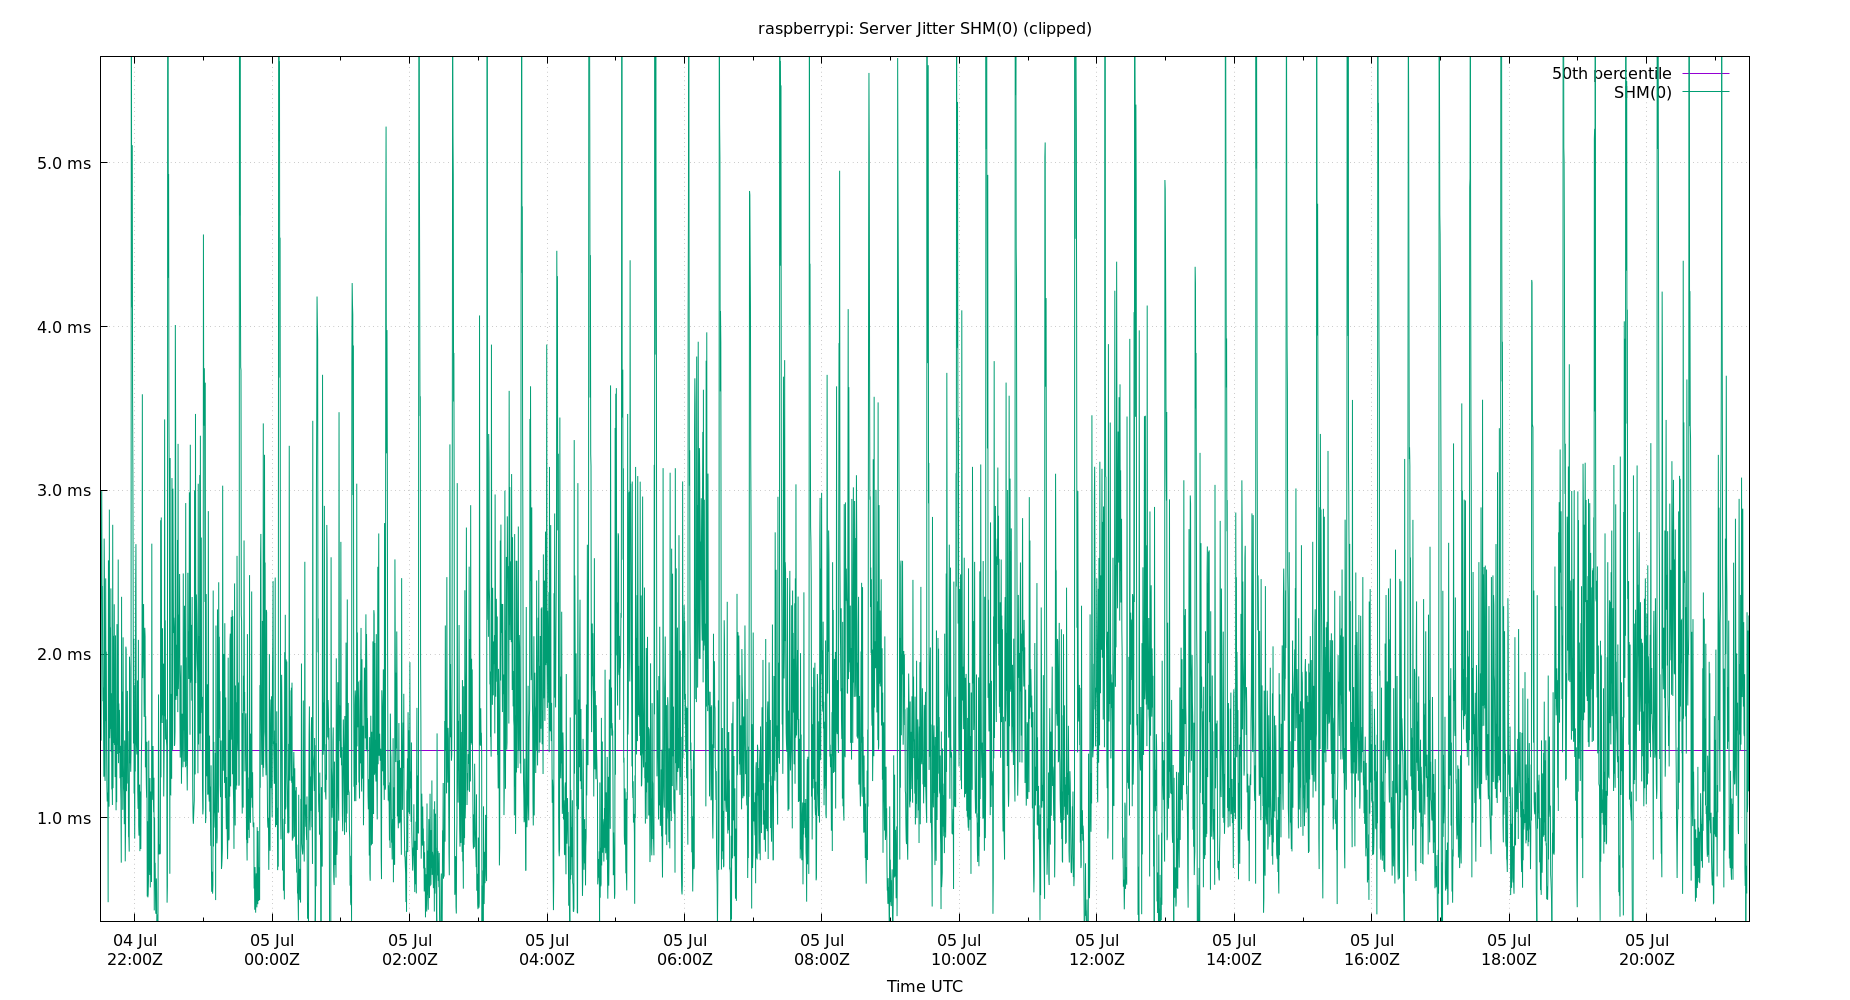 raspberrypi: Server Jitter SHM(0) (clipped)
50th percentile
SHM(0)
5.0 ms
4.0 ms
3.0 ms
2.0 ms
1.0 ms
04 Jul 05 Jul 05 Jul 05 Jul 05 Jul 05 Jul 05 Jul 05 Jul 05 Jul 05 Jul 05 Jul 05 Jul
22:00Z 00:00Z 02:00Z 04:00Z 06:00Z 08:00Z 10:00Z 12:00Z 14:00Z 16:00Z 18:00Z 20:00Z
Time UTC